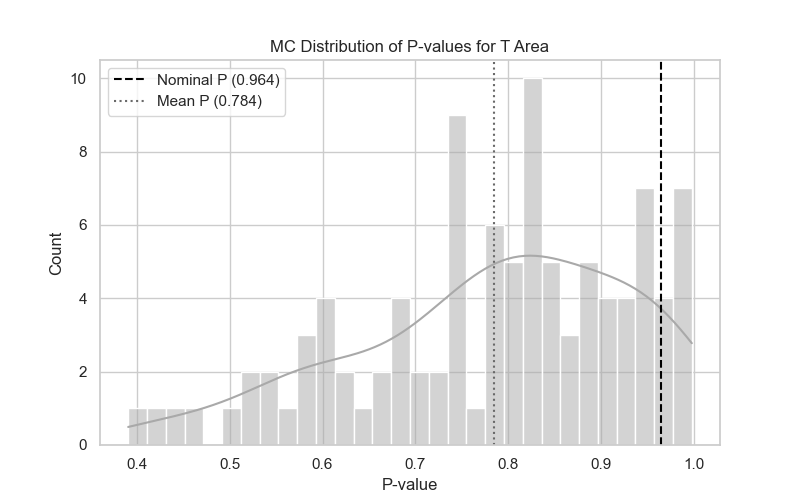 MC Distribution of P-values for T Area
Nominal P (0.964)
Mean P (0.784)
Count
10
8
6
4
2
0
0.4 0.5 0.6 0.7 0.8 0.9 1.0
P-value